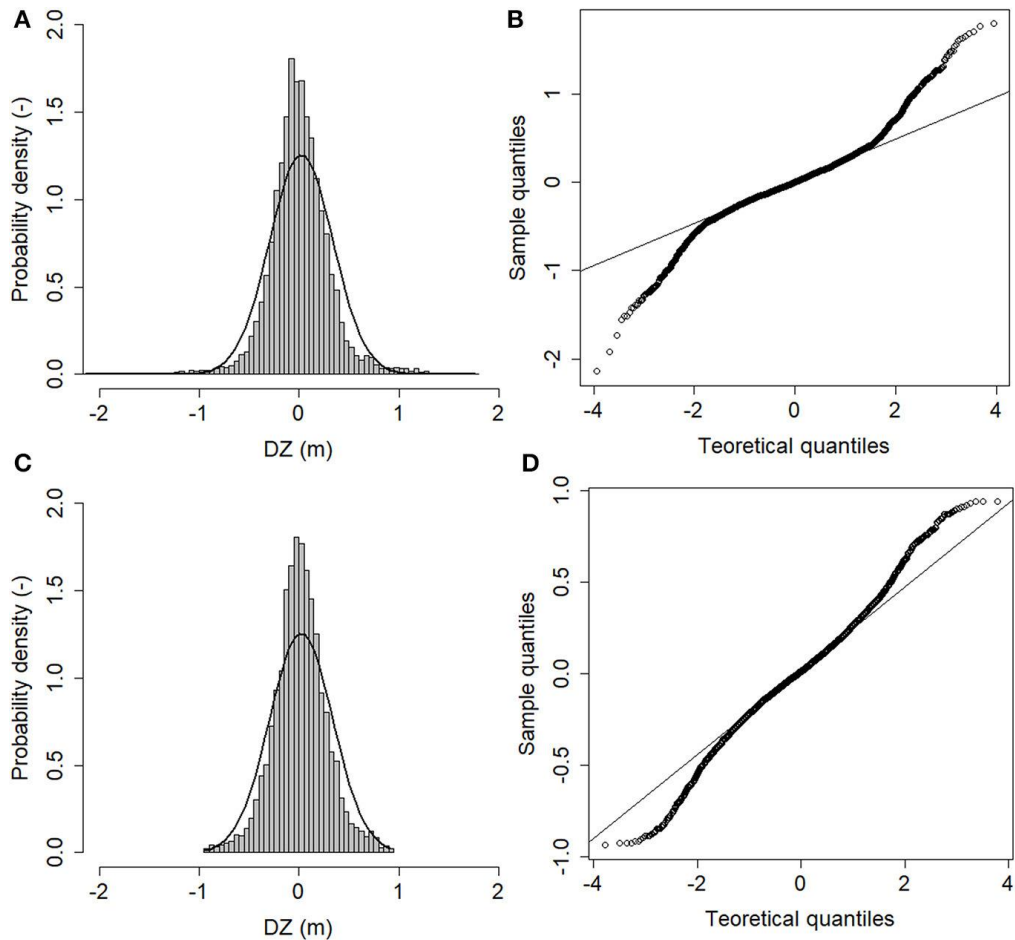 A
Probability density (-)
2.0
1.5
1.0
0.5
0.0
-2 -1 0 1 2
DZ (m)
B
Sample quantiles
1
0
-1
-2
-4 -2 0 2 4
Teoretical quantiles
C
Probability density (-)
2.0
1.5
1.0
0.5
0.0
-2 -1 0 1 2
DZ (m)
D
Sample quantiles
1.0
0.5
0.0
-0.5
-1.0
-4 -2 0 2 4
Teoretical quantiles